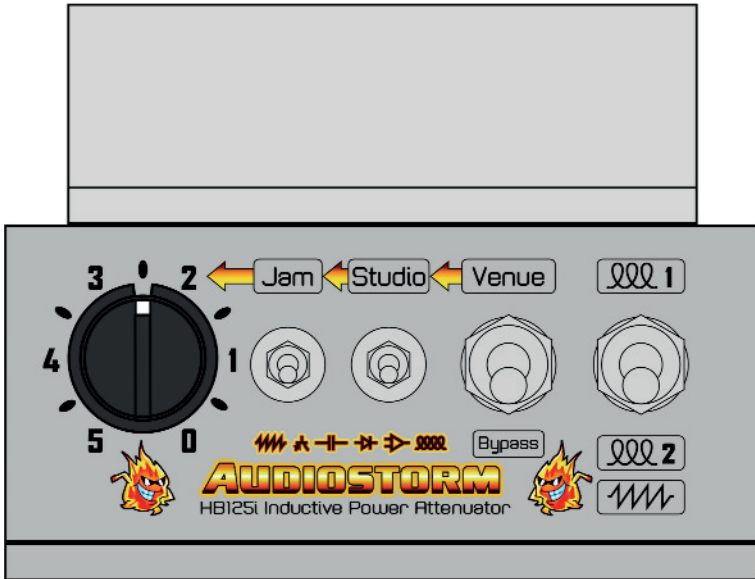 3 2 Jam Studio Venue 1
4 1
5 0 Bypass 2
AUDIOSTORM
HB125i Inductive Power Attenuator